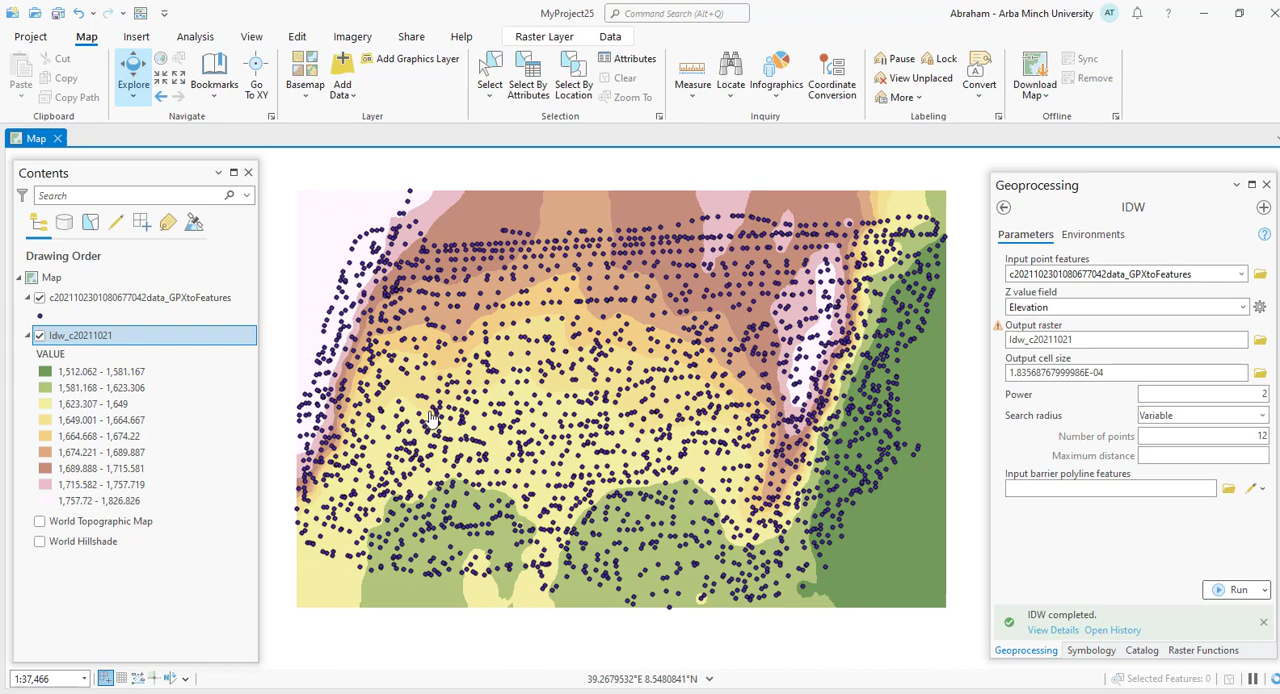 MyProject25
Command Search (Alt+Q)
Abraham - Arba Minch University
AT
?
Project
Map
Insert
Analysis
View
Edit
Imagery
Share
Help
Raster Layer
Data
Paste
Cut
Copy
Copy Path
Clipboard
Explore
Bookmarks
Go To XY
Navigate
Basemap
Add Data
Add Graphics Layer
Layer
Select
Select By Attributes
Select By Location
Attributes
Clear
Zoom To
Selection
Measure
Locate
Infographics
Coordinate Conversion
Inquiry
Pause
Lock
View Unplaced
More
Labeling
Convert
Download Map
Sync
Remove
Offline
Map
Contents
Search
Drawing Order
Map
c2021102301080677042data_GPXtoFeatures
Idw_c20211021
VALUE
1,512.062 - 1,581.167
1,581.168 - 1,623.306
1,623.307 - 1,649
1,649.001 - 1,664.667
1,664.668 - 1,674.22
1,674.221 - 1,689.887
1,689.888 - 1,715.581
1,715.582 - 1,757.719
1,757.72 - 1,826.826
World Topographic Map
World Hillshade
Geoprocessing
IDW
Parameters
Environments
?
Input point features
c2021102301080677042data_GPXtoFeatures
Z value field
Elevation
Output raster
Idw_c20211021
Output cell size
1.83568767999986E-04
Power
2
Search radius
Variable
Number of points
12
Maximum distance
Input barrier polyline features
Run
IDW completed.
View Details Open History
Geoprocessing
Symbology
Catalog
Raster Functions
1:37,466
39.2679532°E 8.5480841°N
Selected Features: 0